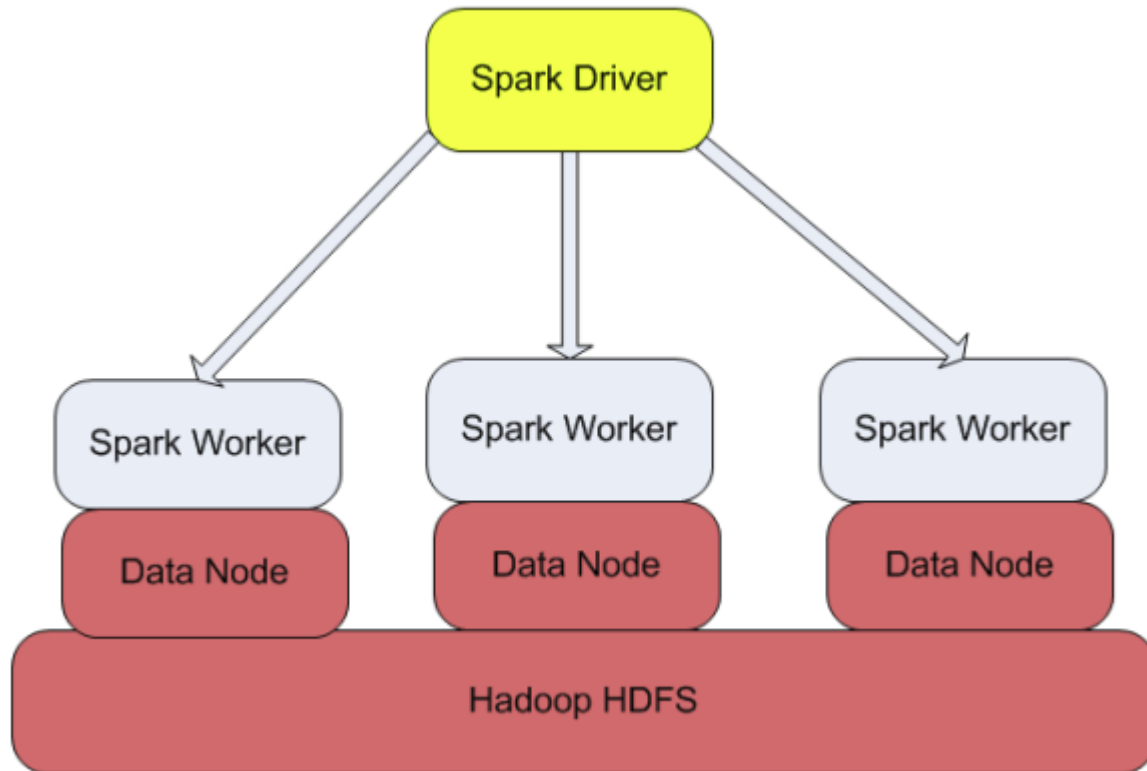 Spark Driver
Spark Worker
Spark Worker
Spark Worker
Data Node
Data Node
Data Node
Hadoop HDFS